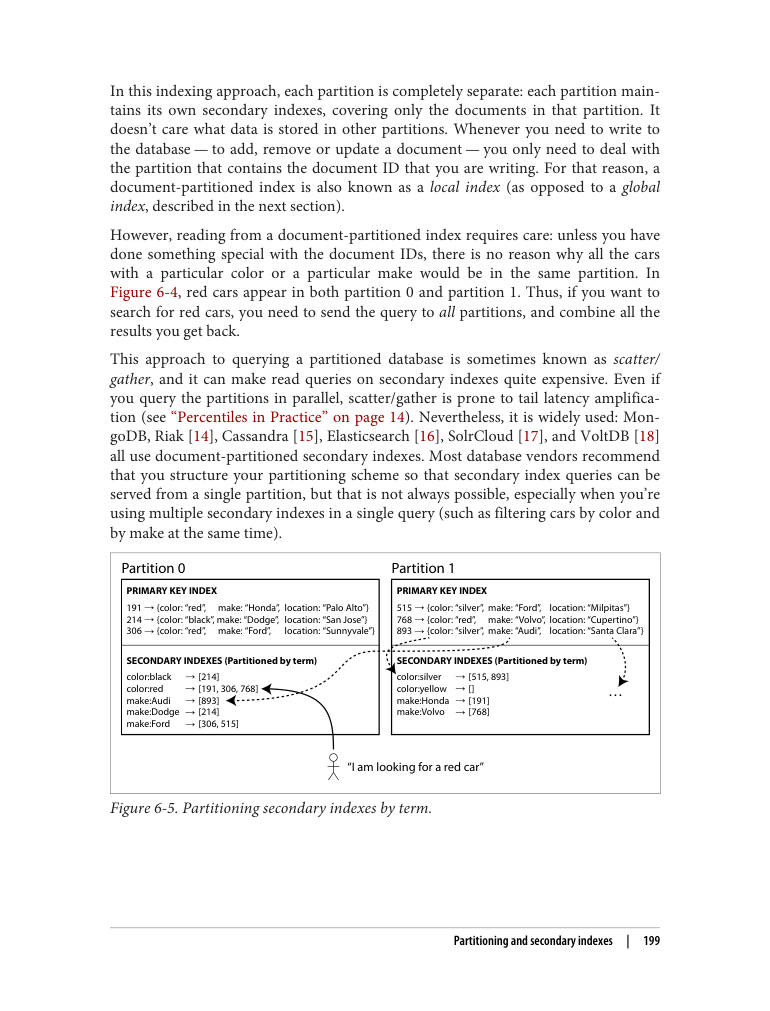 In this indexing approach, each partition is completely separate: each partition main-
tains its own secondary indexes, covering only the documents in that partition. It
doesn’t care what data is stored in other partitions. Whenever you need to write to
the database — to add, remove or update a document — you only need to deal with
the partition that contains the document ID that you are writing. For that reason, a
document-partitioned index is also known as a local index (as opposed to a global
index, described in the next section).
However, reading from a document-partitioned index requires care: unless you have
done something special with the document IDs, there is no reason why all the cars
with a particular color or a particular make would be in the same partition. In
Figure 6-4, red cars appear in both partition 0 and partition 1. Thus, if you want to
search for red cars, you need to send the query to all partitions, and combine all the
results you get back.
This approach to querying a partitioned database is sometimes known as scatter/
gather, and it can make read queries on secondary indexes quite expensive. Even if
you query the partitions in parallel, scatter/gather is prone to tail latency amplifica-
tion (see “Percentiles in Practice” on page 14). Nevertheless, it is widely used: Mon-
goDB, Riak [14], Cassandra [15], Elasticsearch [16], SolrCloud [17], and VoltDB [18]
all use document-partitioned secondary indexes. Most database vendors recommend
that you structure your partitioning scheme so that secondary index queries can be
served from a single partition, but that is not always possible, especially when you’re
using multiple secondary indexes in a single query (such as filtering cars by color and
by make at the same time).
Partition 0
PRIMARY KEY INDEX
191 → {color: “red”, make: “Honda”, location: “Palo Alto”}
214 → {color: “black”, make: “Dodge”, location: “San Jose”}
306 → {color: “red”, make: “Ford”, location: “Sunnyvale”}
SECONDARY INDEXES (Partitioned by term)
color:black → [214]
color:red → [191, 306, 768]
make:Audi → [893]
make:Dodge → [214]
make:Ford → [306, 515]
Partition 1
PRIMARY KEY INDEX
515 → {color: “silver”, make: “Ford”, location: “Milpitas”}
768 → {color: “red”, make: “Volvo”, location: “Cupertino”}
893 → {color: “silver”, make: “Audi”, location: “Santa Clara”}
SECONDARY INDEXES (Partitioned by term)
color:silver → [515, 893]
color:yellow → []
make:Honda → [191]
make:Volvo → [768]
...
“I am looking for a red car”
Figure 6-5. Partitioning secondary indexes by term.
Partitioning and secondary indexes | 199